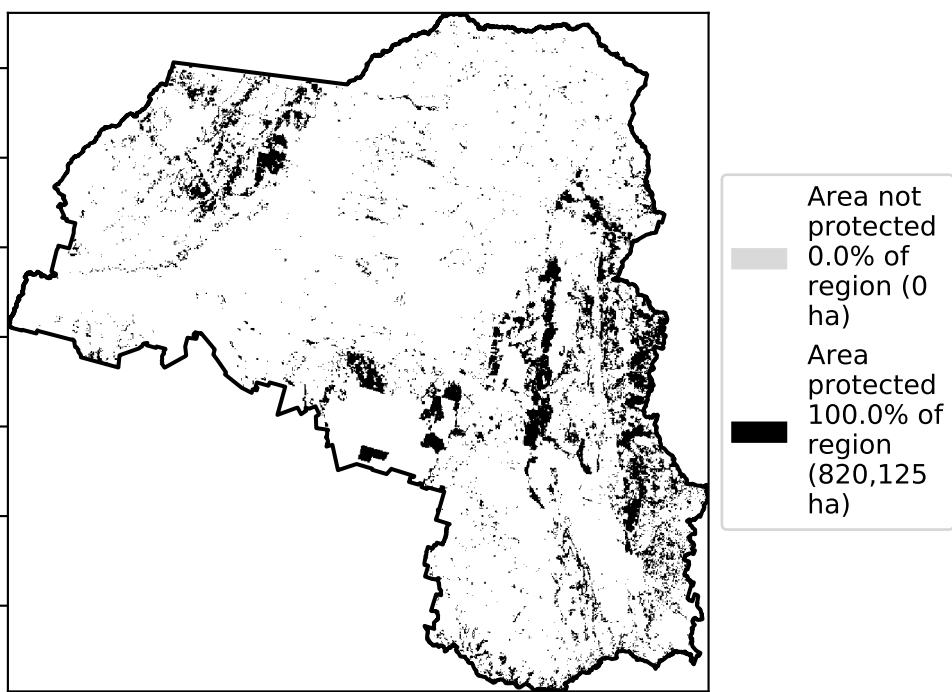 Area not
protected
0.0% of
region (0
ha)
Area
protected
100.0% of
region
(820,125
ha)